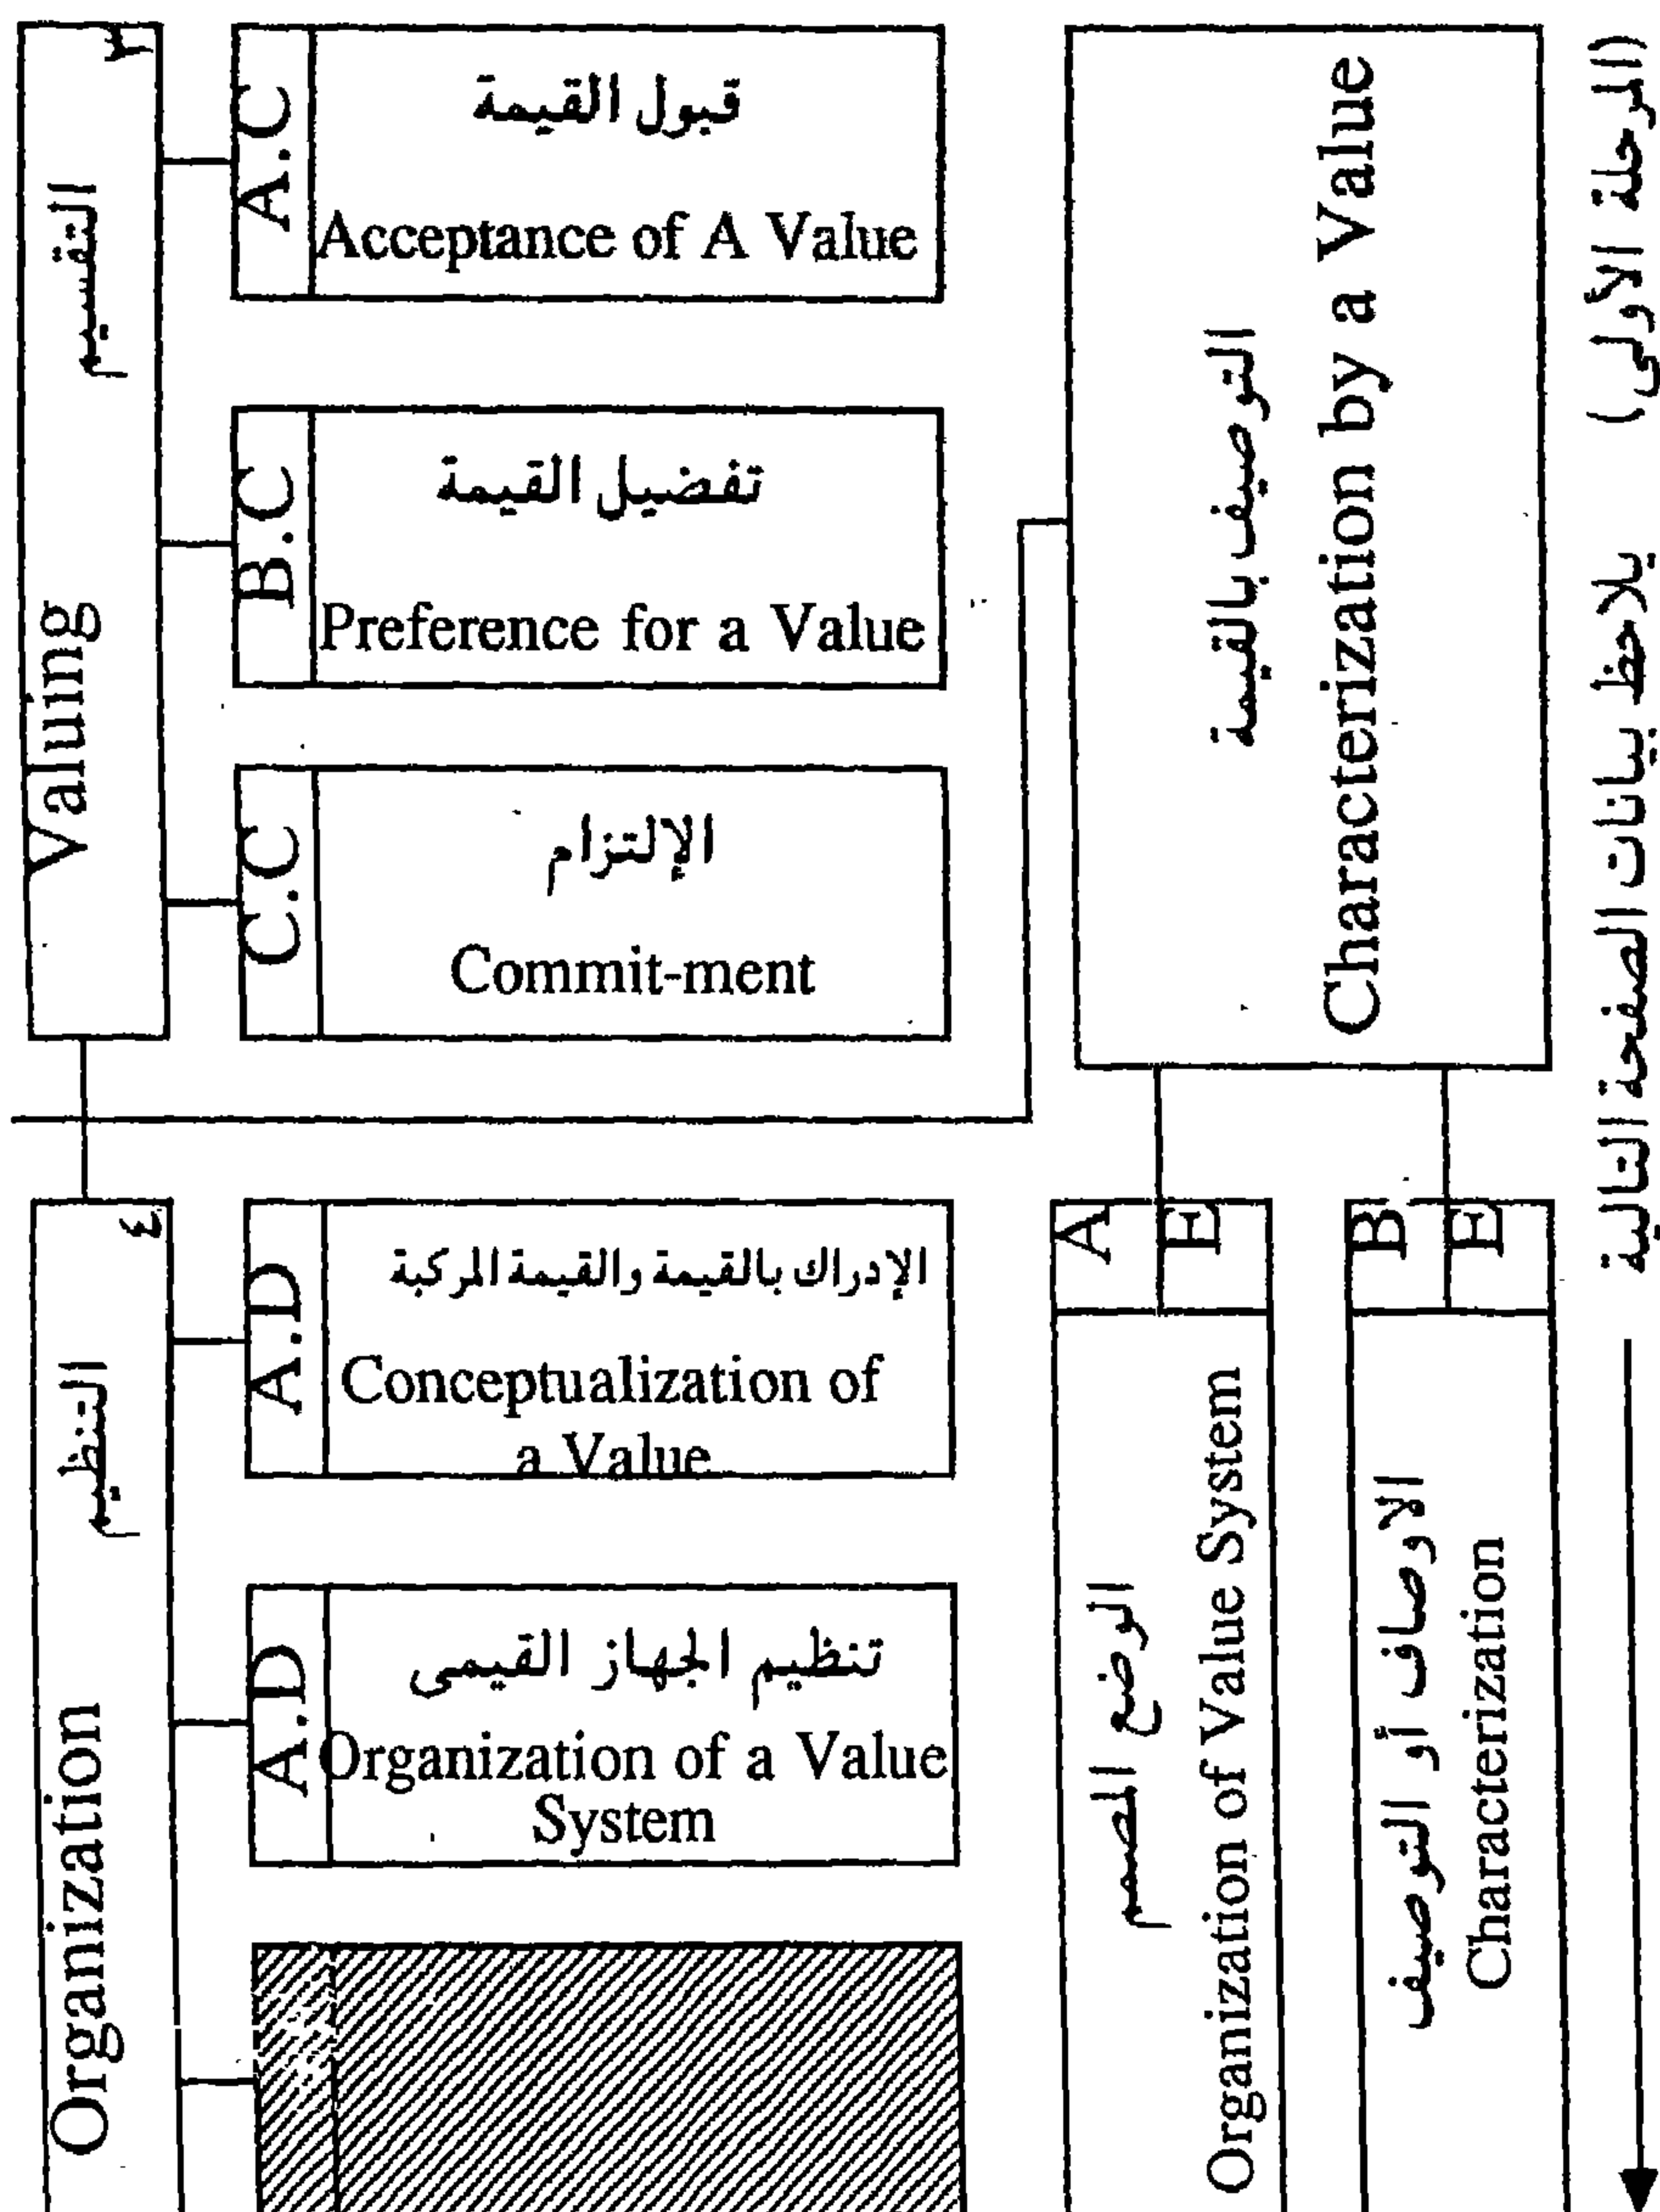 ٣
التقسيم
Valuing
A.C
قبول القيمة
Acceptance of A Value
B.C
تفضيل القيمة
Preference for a Value
C.C
الإلتزام
Commit-ment
٤
التنظيم
Organization
A.D
الإدراك بالقيمة والقيمة المركبة
Conceptualization of
a Value
A.D
تنظيم الجهاز القيمى
Organization of a Value
System
التوصيف بالقيمة
Characterization by a Value
A
E
الوضع المصمم
Organization of Value System
B
E
الاوصاف أو التوصيف
Characterization
(المرحلة الأولى)
يلاحظ بيانات الصفحة التالية